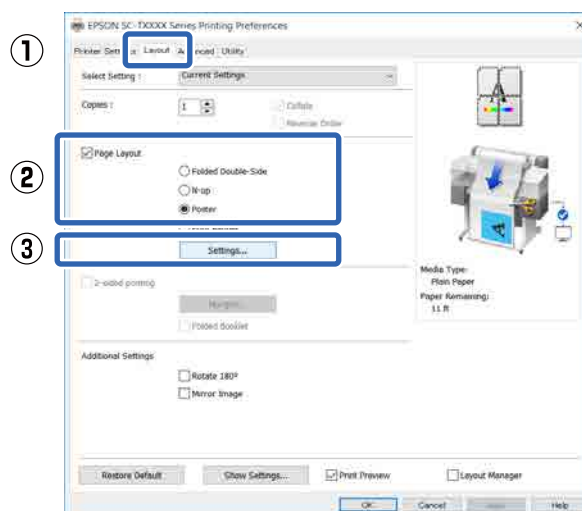 EPSON SC-TXXXX Series Printing Preferences
1
Layout Utility
Select Setting : Current Settings
Copies : 1 Collate
Reverse Order
2
Page Layout
Folded Double-Side
N-up
Poster
3
Settings...
2-sided printing
Margins...
Folded Booklet
Media Type:
Plain Paper
Paper Remaining:
11 ft
Additional Settings
Rotate 180º
Mirror Image
Restore Default Show Settings... Print Preview Layout Manager
OK Cancel Help